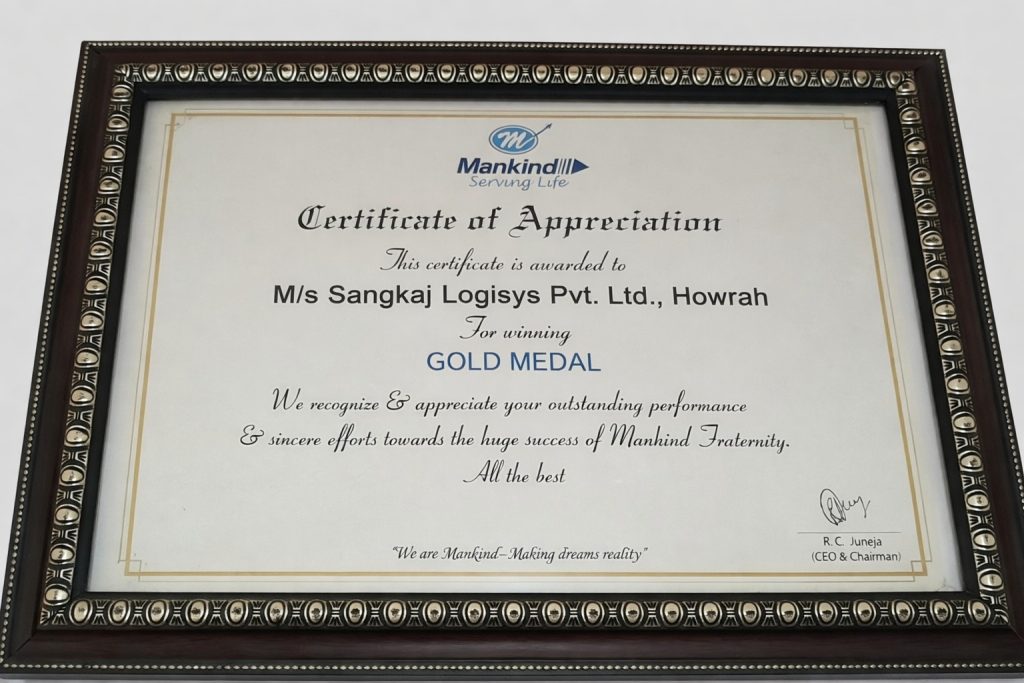 m
Mankind
Serving Life
Certificate of Appreciation
This certificate is awarded to
M/s Sangkaj Logisys Pvt. Ltd., Howrah
For winning
GOLD MEDAL
We recognize & appreciate your outstanding performance
& sincere efforts towards the huge success of Mankind Fraternity.
All the best
R. C. Juneja
(CEO & Chairman)
"We are Mankind–Making dreams reality"